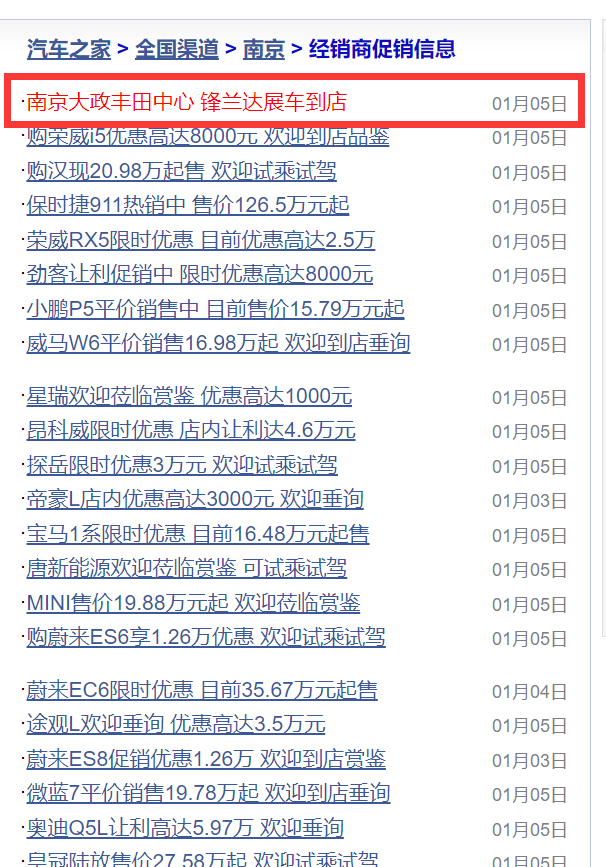 汽车之家 > 全国渠道 > 南京 > 经销商促销信息
·南京大政丰田中心 锋兰达展车到店 01月05日
·购荣威i5优惠高达8000元 欢迎到店品鉴 01月05日
·购汉现20.98万起售 欢迎试乘试驾 01月05日
·保时捷911热销中 售价126.5万元起 01月05日
·荣威RX5限时优惠 目前优惠高达2.5万 01月05日
·劲客让利促销中 限时优惠高达8000元 01月05日
·小鹏P5平价销售中 目前售价15.79万元起 01月05日
·威马W6平价销售16.98万起 欢迎到店垂询 01月05日
·星瑞欢迎莅临赏鉴 优惠高达1000元 01月05日
·昂科威限时优惠 店内让利达4.6万元 01月05日
·探岳限时优惠3万元 欢迎试乘试驾 01月05日
·帝豪L店内优惠高达3000元 欢迎垂询 01月03日
·宝马1系限时优惠 目前16.48万元起售 01月05日
·唐新能源欢迎莅临赏鉴 可试乘试驾 01月05日
·MINI售价19.88万元起 欢迎莅临赏鉴 01月05日
·购蔚来ES6享1.26万优惠 欢迎试乘试驾 01月05日
·蔚来EC6限时优惠 目前35.67万元起售 01月04日
·途观L欢迎垂询 优惠高达3.5万元 01月05日
·蔚来ES8促销优惠1.26万 欢迎到店赏鉴 01月03日
·微蓝7平价销售19.78万起 欢迎到店垂询 01月05日
·奥迪Q5L让利高达5.97万 欢迎垂询 01月05日
·皇冠陆放售价27.58万起 欢迎试乘试驾 01月05日